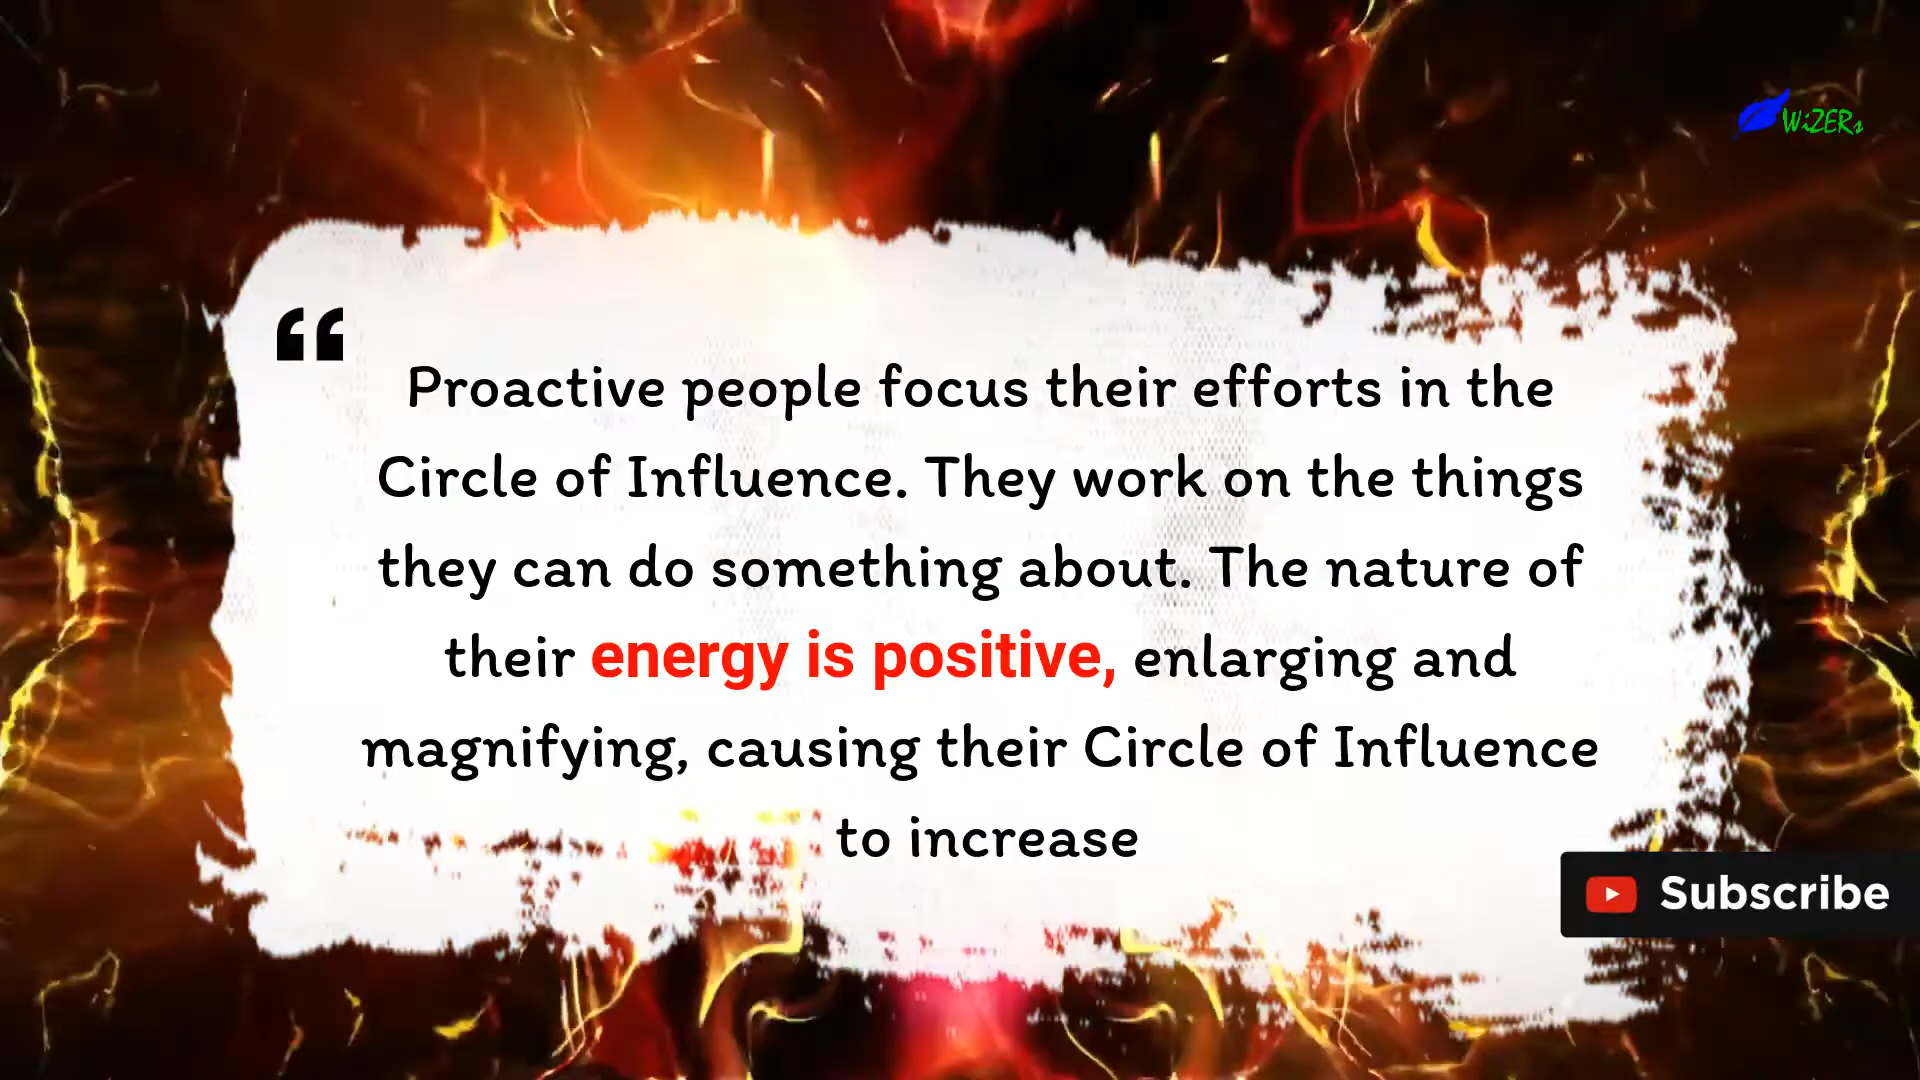 WiZERs
“
Proactive people focus their efforts in the
Circle of Influence. They work on the things
they can do something about. The nature of
their energy is positive, enlarging and
magnifying, causing their Circle of Influence
to increase
Subscribe